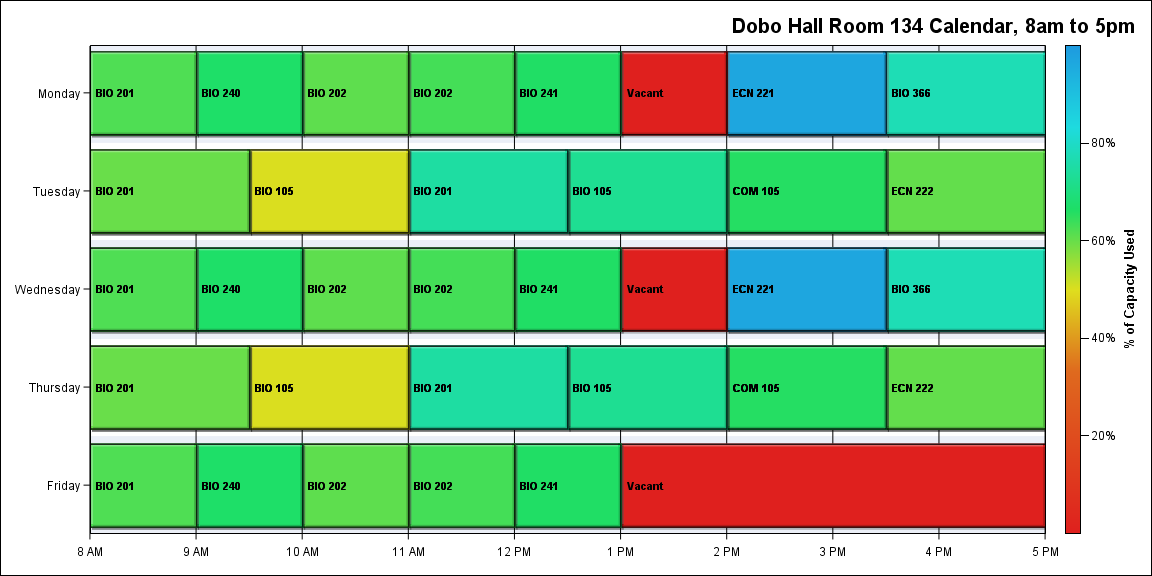 Dobo Hall Room 134 Calendar, 8am to 5pm
Monday
BIO 201
BIO 240
BIO 202
BIO 202
BIO 241
Vacant
ECN 221
BIO 366
Tuesday
BIO 201
BIO 105
BIO 201
BIO 105
COM 105
ECN 222
Wednesday
BIO 201
BIO 240
BIO 202
BIO 202
BIO 241
Vacant
ECN 221
BIO 366
Thursday
BIO 201
BIO 105
BIO 201
BIO 105
COM 105
ECN 222
Friday
BIO 201
BIO 240
BIO 202
BIO 202
BIO 241
Vacant
8 AM
9 AM
10 AM
11 AM
12 PM
1 PM
2 PM
3 PM
4 PM
5 PM
80%
60%
40%
20%
% of Capacity Used